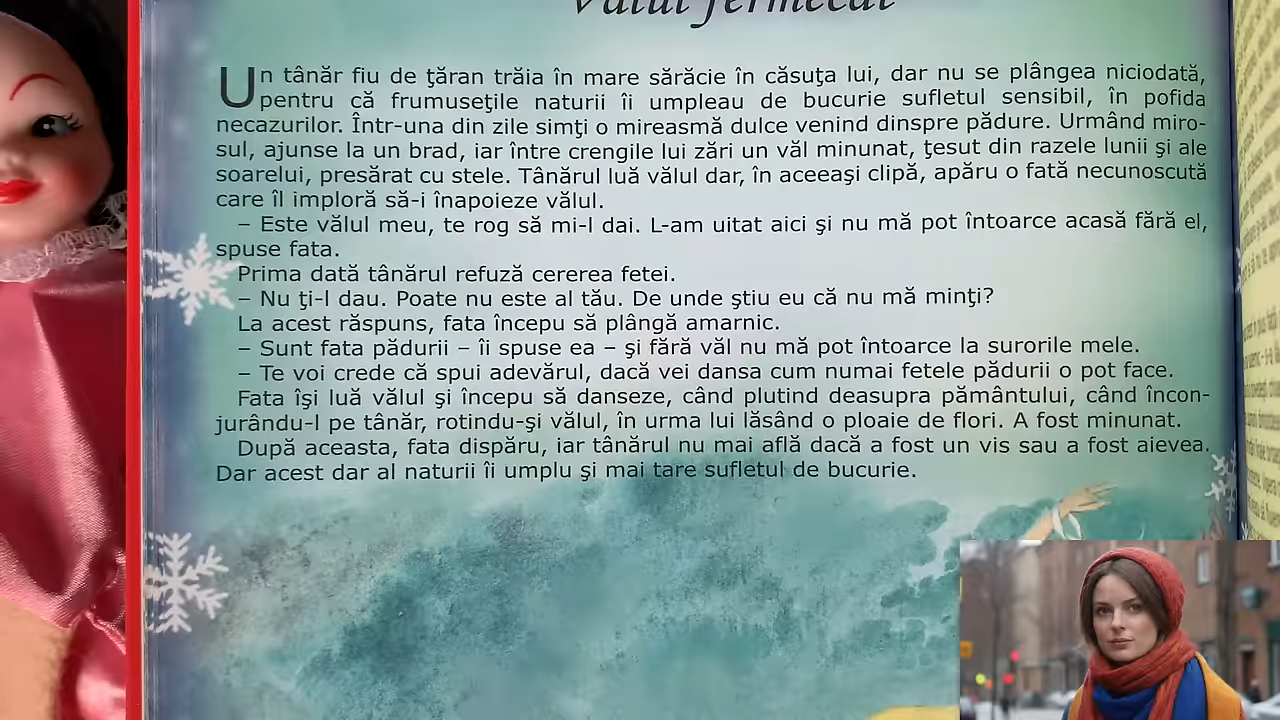 Vălul fermecat
Un tânăr fiu de ţăran trăia în mare sărăcie în căsuţa lui, dar nu se plângea niciodată,
pentru că frumuseţile naturii îi umpleau de bucurie sufletul sensibil, în pofida
necazurilor. Într-una din zile simţi o mireasmă dulce venind dinspre pădure. Urmând miro-
sul, ajunse la un brad, iar între crengile lui zări un văl minunat, ţesut din razele lunii şi ale
soarelui, presărat cu stele. Tânărul luă vălul dar, în aceeaşi clipă, apăru o fată necunoscută
care îl imploră să-i înapoieze vălul.
– Este vălul meu, te rog să mi-l dai. L-am uitat aici şi nu mă pot întoarce acasă fără el,
spuse fata.
Prima dată tânărul refuză cererea fetei.
– Nu ţi-l dau. Poate nu este al tău. De unde ştiu eu că nu mă minţi?
La acest răspuns, fata începu să plângă amarnic.
– Sunt fata pădurii – îi spuse ea – şi fără văl nu mă pot întoarce la surorile mele.
– Te voi crede că spui adevărul, dacă vei dansa cum numai fetele pădurii o pot face.
Fata îşi luă vălul şi începu să danseze, când plutind deasupra pământului, când încon-
jurându-l pe tânăr, rotindu-şi vălul, în urma lui lăsând o ploaie de flori. A fost minunat.
După aceasta, fata dispăru, iar tânărul nu mai află dacă a fost un vis sau a fost aievea.
Dar acest dar al naturii îi umplu şi mai tare sufletul de bucurie.